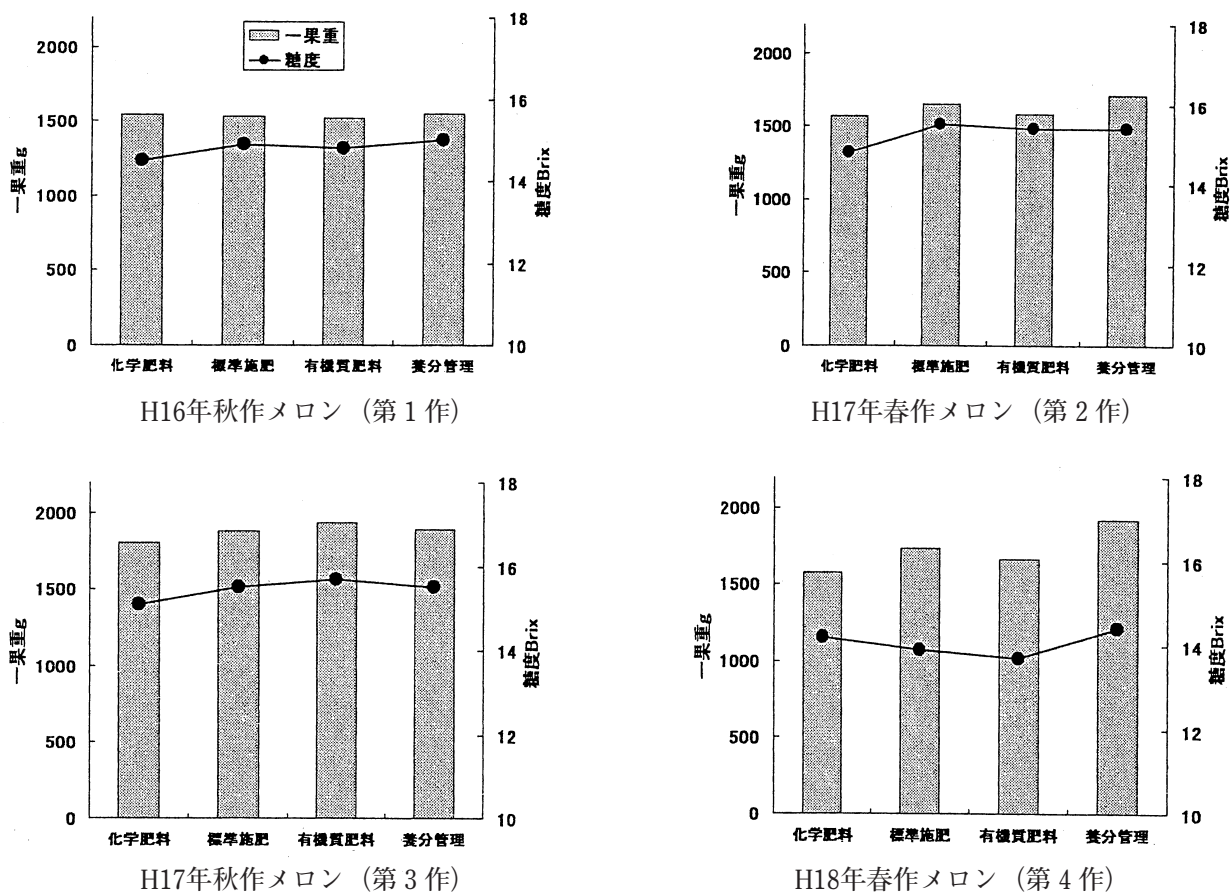 一果重
糖度
2000
1500
1000
500
0
一果重g
18
16
14
12
10
糖度Brix
化学肥料 標準施肥 有機質肥料 養分管理
H16年秋作メロン（第1作）
2000
1500
1000
500
0
一果重g
18
16
14
12
10
糖度Brix
化学肥料 標準施肥 有機質肥料 養分管理
H17年春作メロン（第2作）
2000
1500
1000
500
0
一果重g
18
16
14
12
10
糖度Brix
化学肥料 標準施肥 有機質肥料 養分管理
H17年秋作メロン（第3作）
2000
1500
1000
500
0
一果重g
18
16
14
12
10
糖度Brix
化学肥料 標準施肥 有機質肥料 養分管理
H18年春作メロン（第4作）